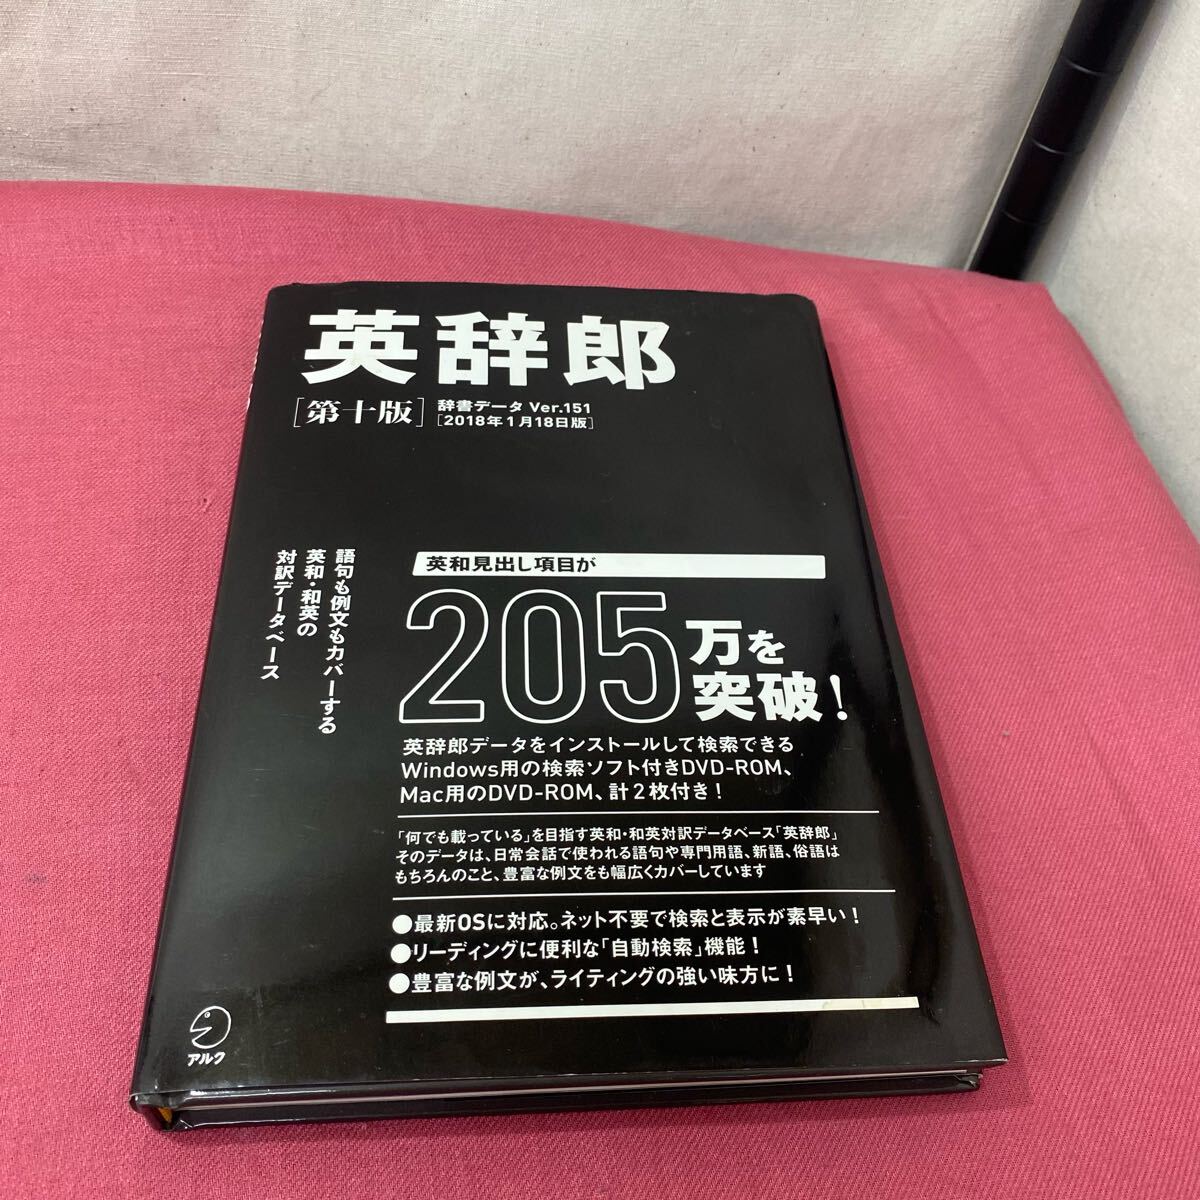 英辞郎
[第十版]
辞書データ Ver.151
[2018年1月18日版]
語句も例文もカバーする
英和・和英の
対訳データベース
英和見出し項目が
205万を
突破!
英辞郎データをインストールして検索できる
Windows用の検索ソフト付きDVD-ROM、
Mac用のDVD-ROM、計2枚付き!
「何でも載っている」を目指す英和・和英対訳データベース「英辞郎」
そのデータは、日常会話で使われる語句や専門用語、新語、俗語は
もちろんのこと、豊富な例文をも幅広くカバーしています
●最新OSに対応。ネット不要で検索と表示が素早い!
●リーディングに便利な「自動検索」機能!
●豊富な例文が、ライティングの強い味方に!
アルク